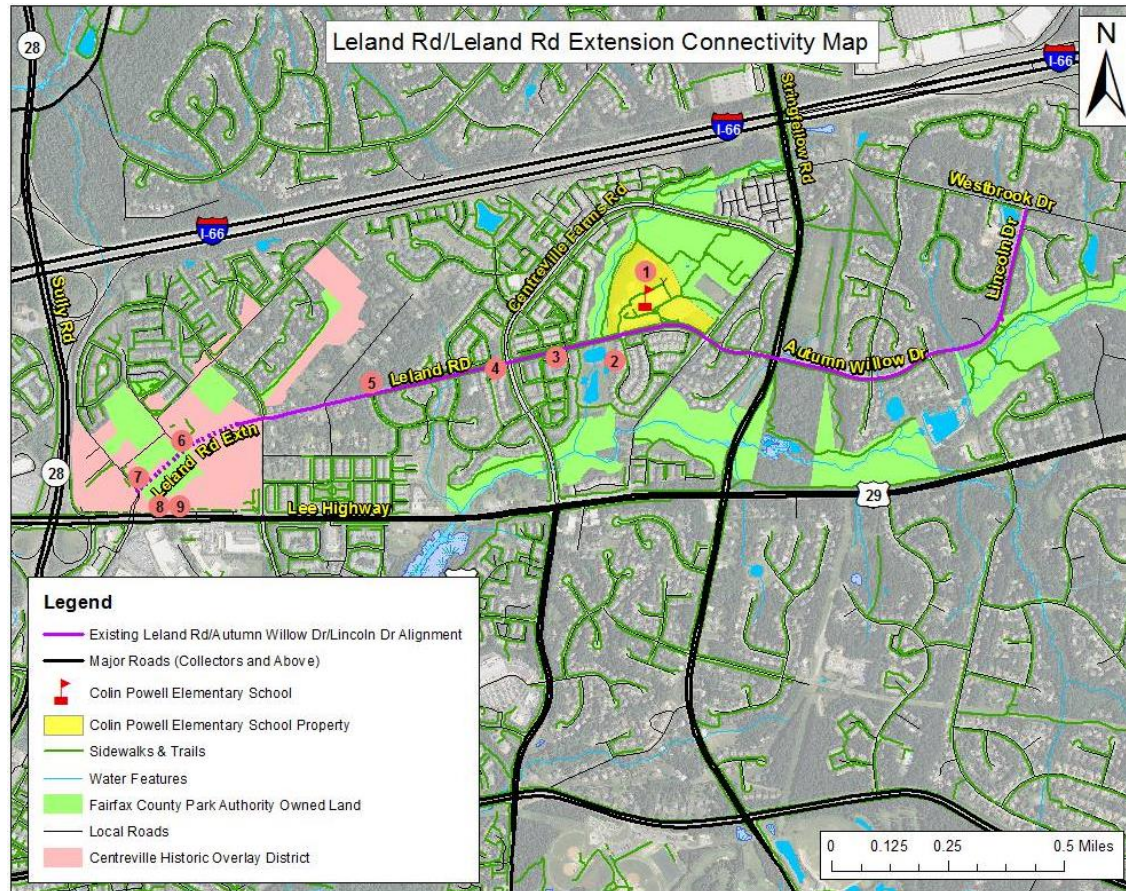 Leland Rd/Leland Rd Extension Connectivity Map
N
28
I-66
I-66
I-66
Stringfellow Rd
Westbrook Dr
Lincoln Dr
Centreville Farms Rd
Sully Rd
1
Autumn Willow Dr
2
3
4
Leland RD
5
6
Leland Rd Extn
7
28
8
9
Lee Highway
29
Legend
Existing Leland Rd/Autumn Willow Dr/Lincoln Dr Alignment
Major Roads (Collectors and Above)
Colin Powell Elementary School
Colin Powell Elementary School Property
Sidewalks & Trails
Water Features
Fairfax County Park Authority Owned Land
Local Roads
Centreville Historic Overlay District
0 0.125 0.25 0.5 Miles